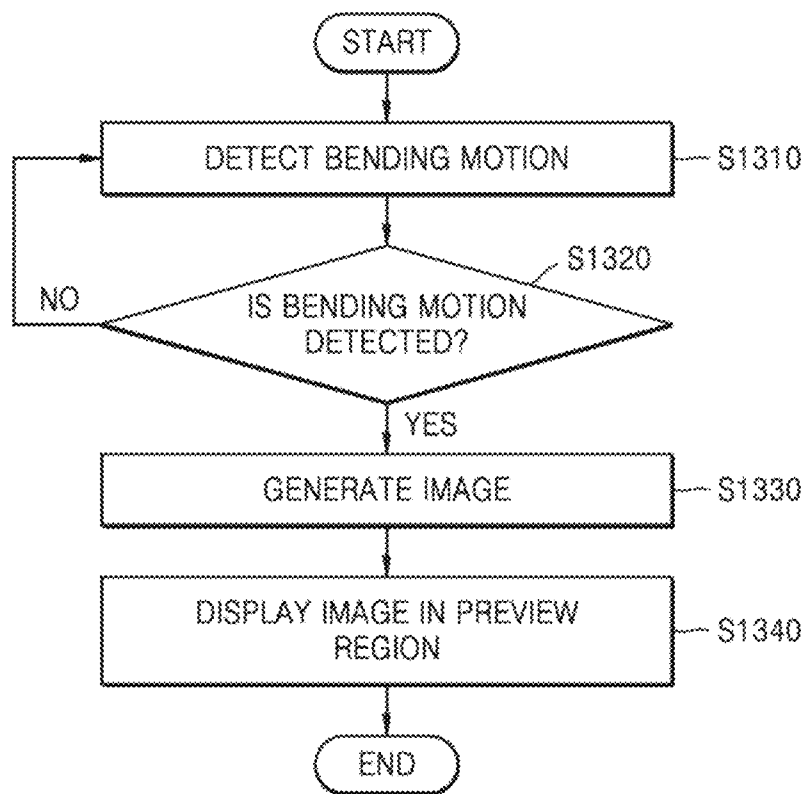 START
DETECT BENDING MOTION
S1310
S1320
IS BENDING MOTION
DETECTED?
NO
YES
GENERATE IMAGE
S1330
DISPLAY IMAGE IN PREVIEW
REGION
S1340
END